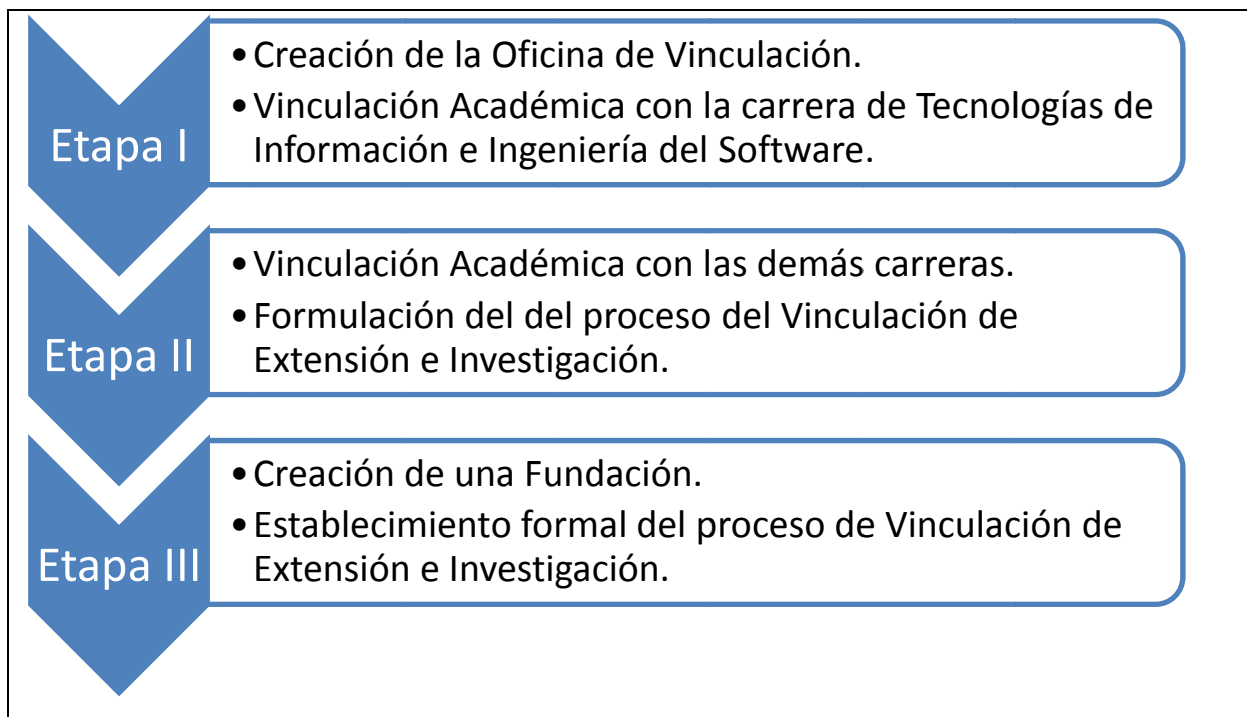 Etapa I
•Creación de la Oficina de Vinculación.
•Vinculación Académica con la carrera de Tecnologías de
Información e Ingeniería del Software.
Etapa II
•Vinculación Académica con las demás carreras.
•Formulación del del proceso del Vinculación de
Extensión e Investigación.
Etapa III
•Creación de una Fundación.
•Establecimiento formal del proceso de Vinculación de
Extensión e Investigación.